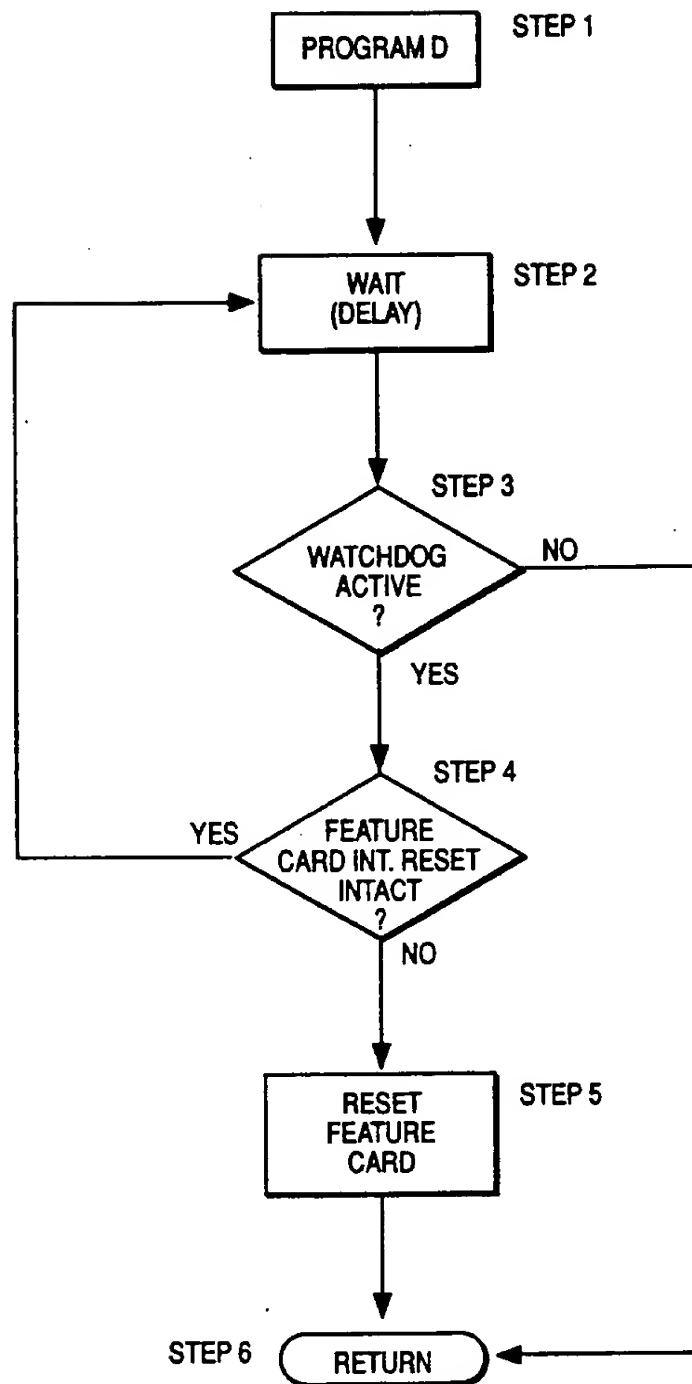 PROGRAM D
STEP 1
WAIT
(DELAY)
STEP 2
STEP 3
WATCHDOG
ACTIVE
?
NO
YES
STEP 4
YES
FEATURE
CARD INT. RESET
INTACT
?
NO
RESET
FEATURE
CARD
STEP 5
STEP 6
RETURN